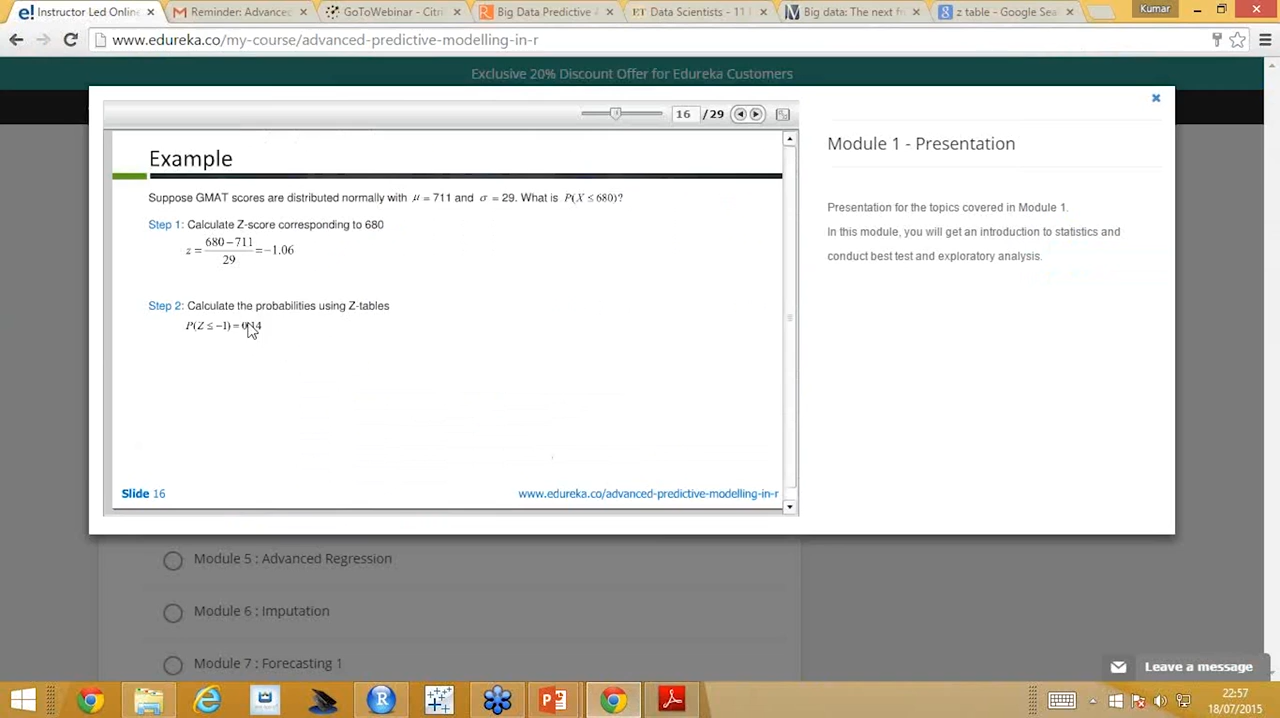 Instructor Led Online
Reminder: Advanced
GoToWebinar - Citri
Big Data Predictive
Data Scientists - 11
Big data: The next fr
z table - Google Sea
Kumar
www.edureka.co/my-course/advanced-predictive-modelling-in-r
Exclusive 20% Discount Offer for Edureka Customers
16 /29
Example
Suppose GMAT scores are distributed normally with μ = 711 and σ = 29. What is P(X ≤ 680)?
Step 1: Calculate Z-score corresponding to 680
z = (680 − 711)/29 = −1.06
Step 2: Calculate the probabilities using Z-tables
P(Z ≤ −1) = 0.14
Slide 16
www.edureka.co/advanced-predictive-modelling-in-r
Module 1 - Presentation
Presentation for the topics covered in Module 1.
In this module, you will get an introduction to statistics and
conduct best test and exploratory analysis.
Module 5 : Advanced Regression
Module 6 : Imputation
Module 7 : Forecasting 1
Leave a message
22:57
18/07/2015